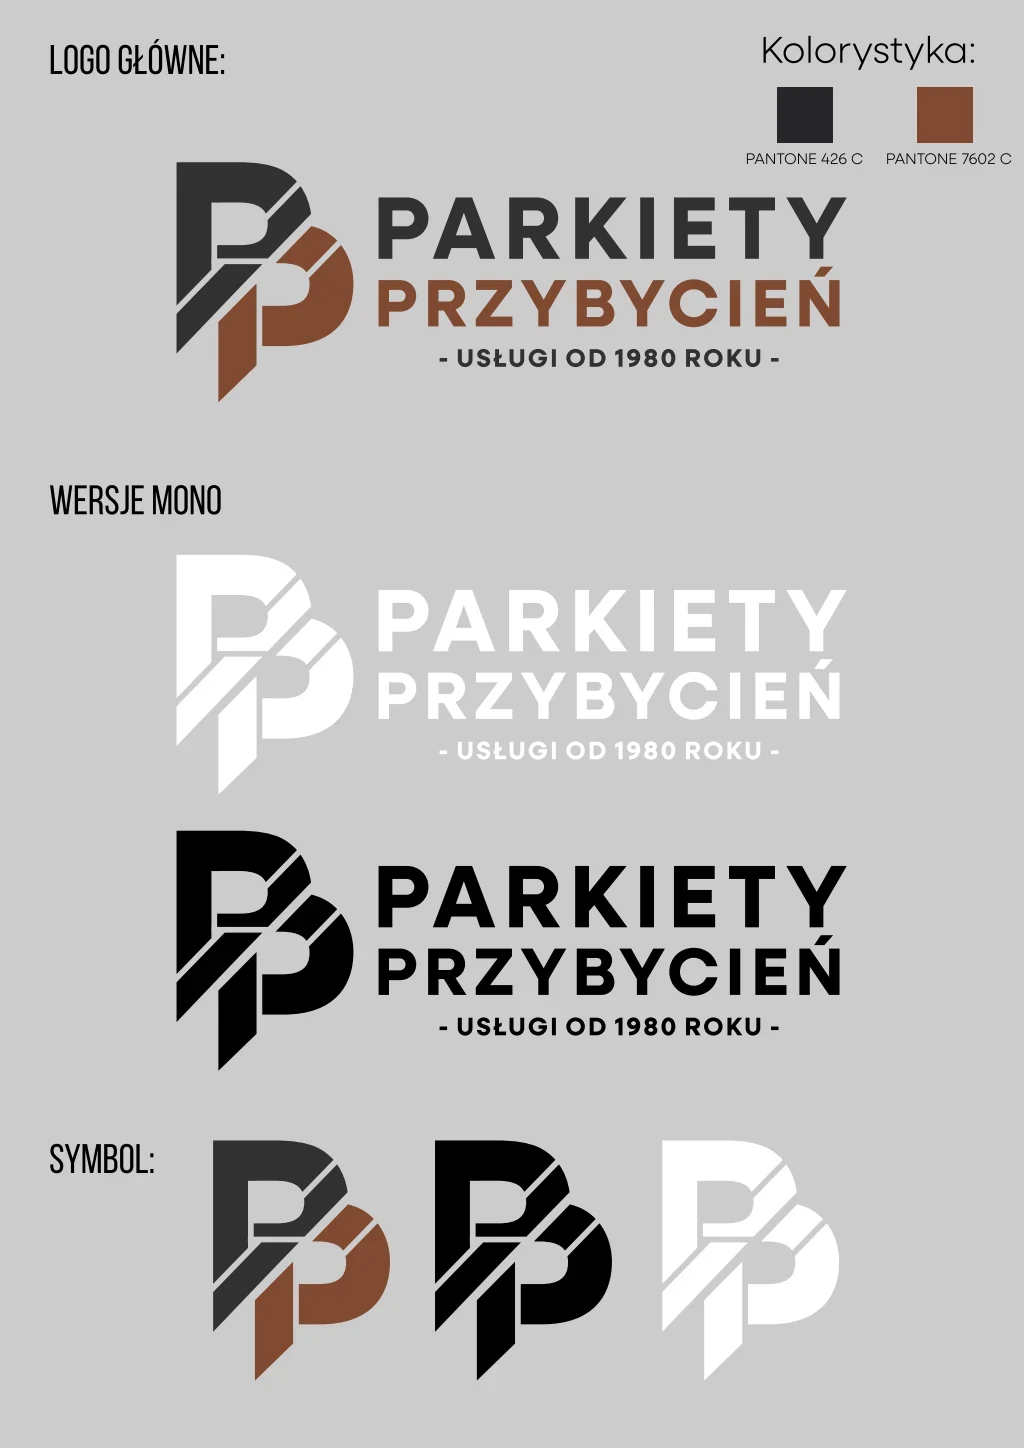 LOGO GŁÓWNE:
Kolorystyka:
PANTONE 426 C
PANTONE 7602 C
PARKIETY
PRZYBYCIEŃ
- USŁUGI OD 1980 ROKU -
WERSJE MONO
PARKIETY
PRZYBYCIEŃ
- USŁUGI OD 1980 ROKU -
PARKIETY
PRZYBYCIEŃ
- USŁUGI OD 1980 ROKU -
SYMBOL: